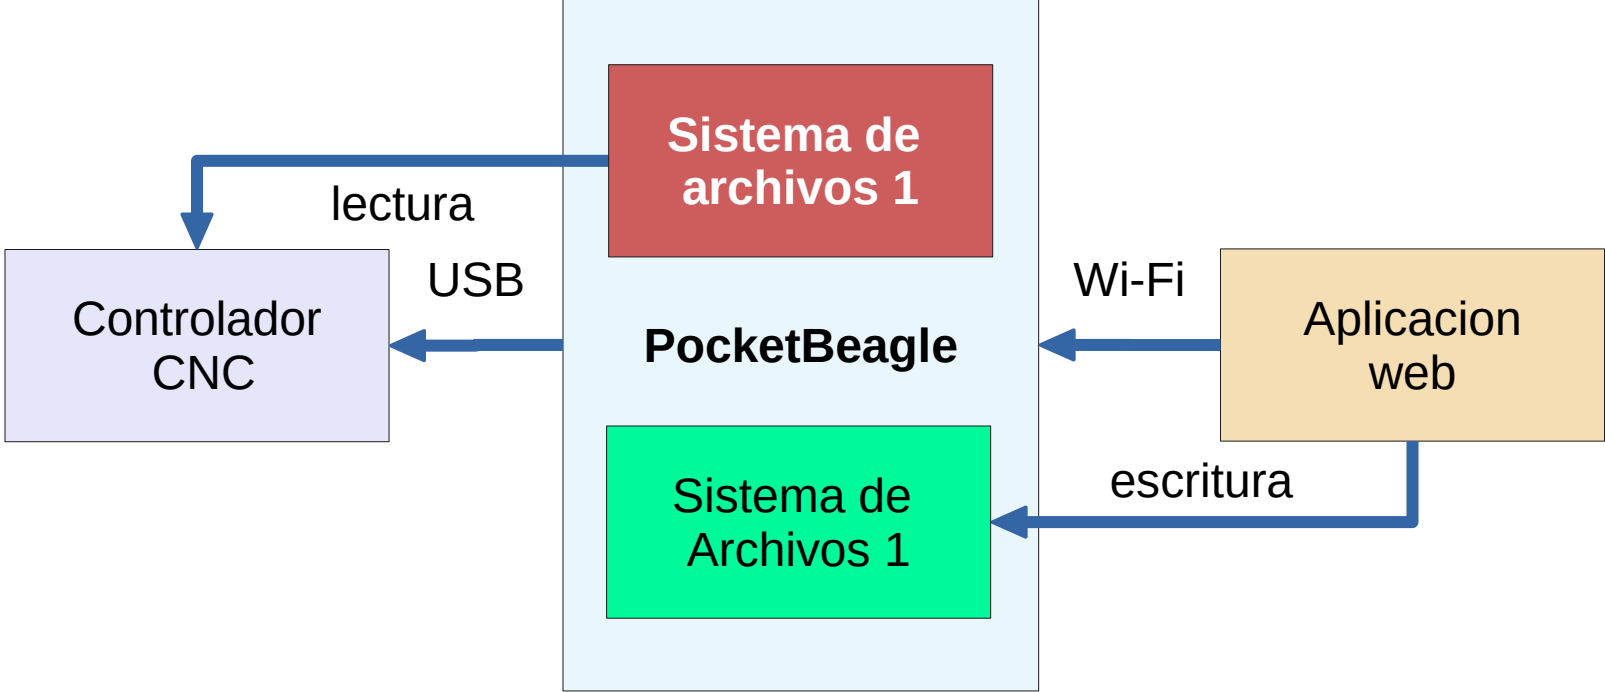 Sistema de
archivos 1
lectura
USB
Wi-Fi
Controlador
CNC
PocketBeagle
Aplicacion
web
escritura
Sistema de
Archivos 1